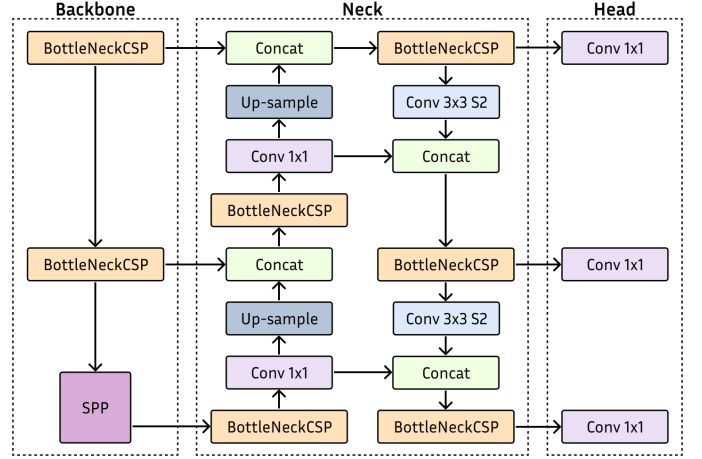 Backbone
Neck
Head
BottleNeckCSP
Concat
BottleNeckCSP
Conv 1x1
Up-sample
Conv 3x3 S2
Conv 1x1
Concat
BottleNeckCSP
BottleNeckCSP
Concat
BottleNeckCSP
Conv 1x1
Up-sample
Conv 3x3 S2
Conv 1x1
Concat
SPP
BottleNeckCSP
BottleNeckCSP
Conv 1x1